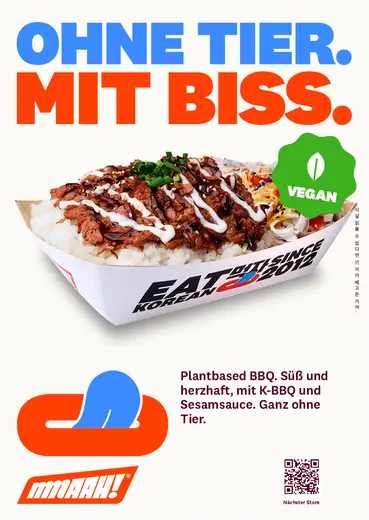 OHNE TIER.
MIT BISS.
VEGAN
EAT
KOREAN
BITI SINCE
2012
Plantbased BBQ. Süß und
herzhaft, mit K-BBQ und
Sesamsauce. Ganz ohne
Tier.
mmAAH!
Nächster Store